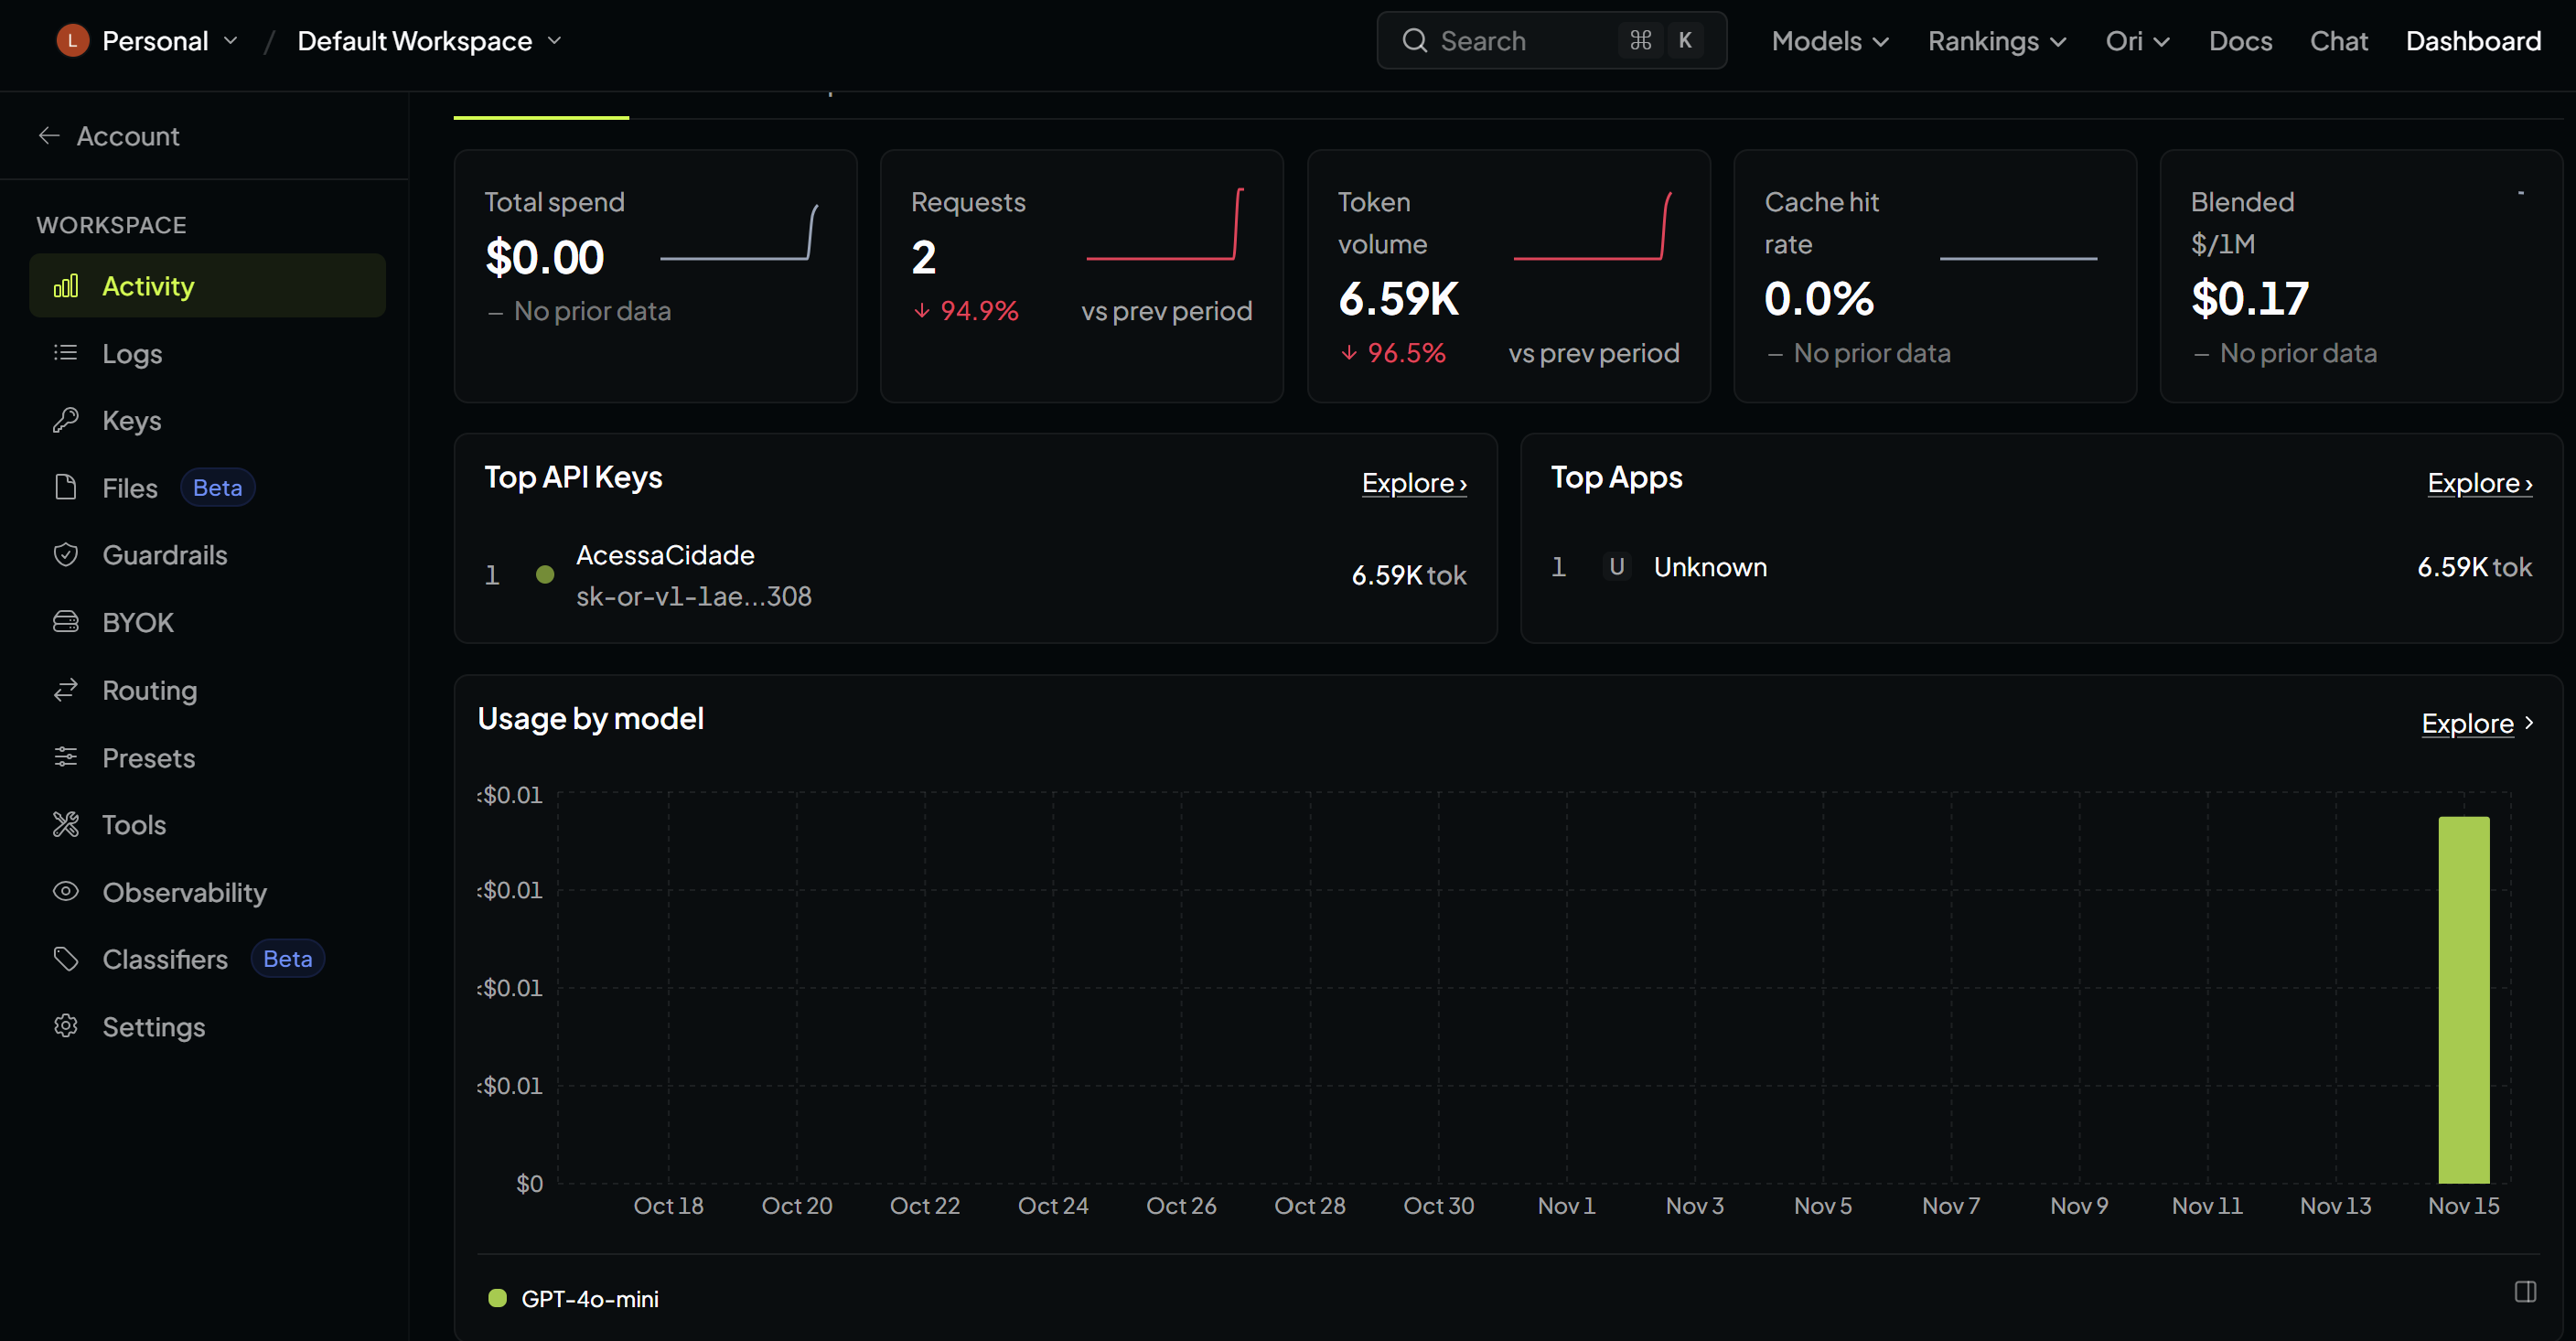 L Personal / Default Workspace
Search ⌘ K
Models Rankings Ori Docs Chat Dashboard
← Account
WORKSPACE
Activity
Logs
Keys
Files Beta
Guardrails
BYOK
Routing
Presets
Tools
Observability
Classifiers Beta
Settings
Total spend
$0.00
— No prior data
Requests
2
↓ 94.9% vs prev period
Token
volume
6.59K
↓ 96.5% vs prev period
Cache hit
rate
0.0%
— No prior data
Blended
$/1M
$0.17
— No prior data
Top API Keys Explore ›
1 AcessaCidade
sk-or-v1-1ae...308
6.59K tok
Top Apps Explore ›
1 U Unknown 6.59K tok
Usage by model Explore ›
<$0.01
<$0.01
<$0.01
<$0.01
$0
Oct 18 Oct 20 Oct 22 Oct 24 Oct 26 Oct 28 Oct 30 Nov 1 Nov 3 Nov 5 Nov 7 Nov 9 Nov 11 Nov 13 Nov 15
GPT-4o-mini